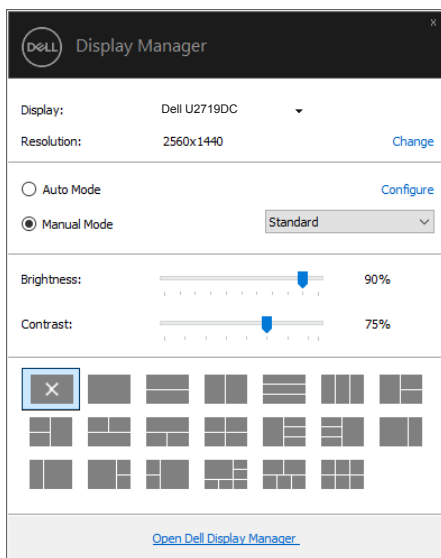 x
DELL Display Manager
Display: Dell U2719DC
Resolution: 2560x1440 Change
Auto Mode Configure
Manual Mode Standard
Brightness: 90%
Contrast: 75%
Open Dell Display Manager